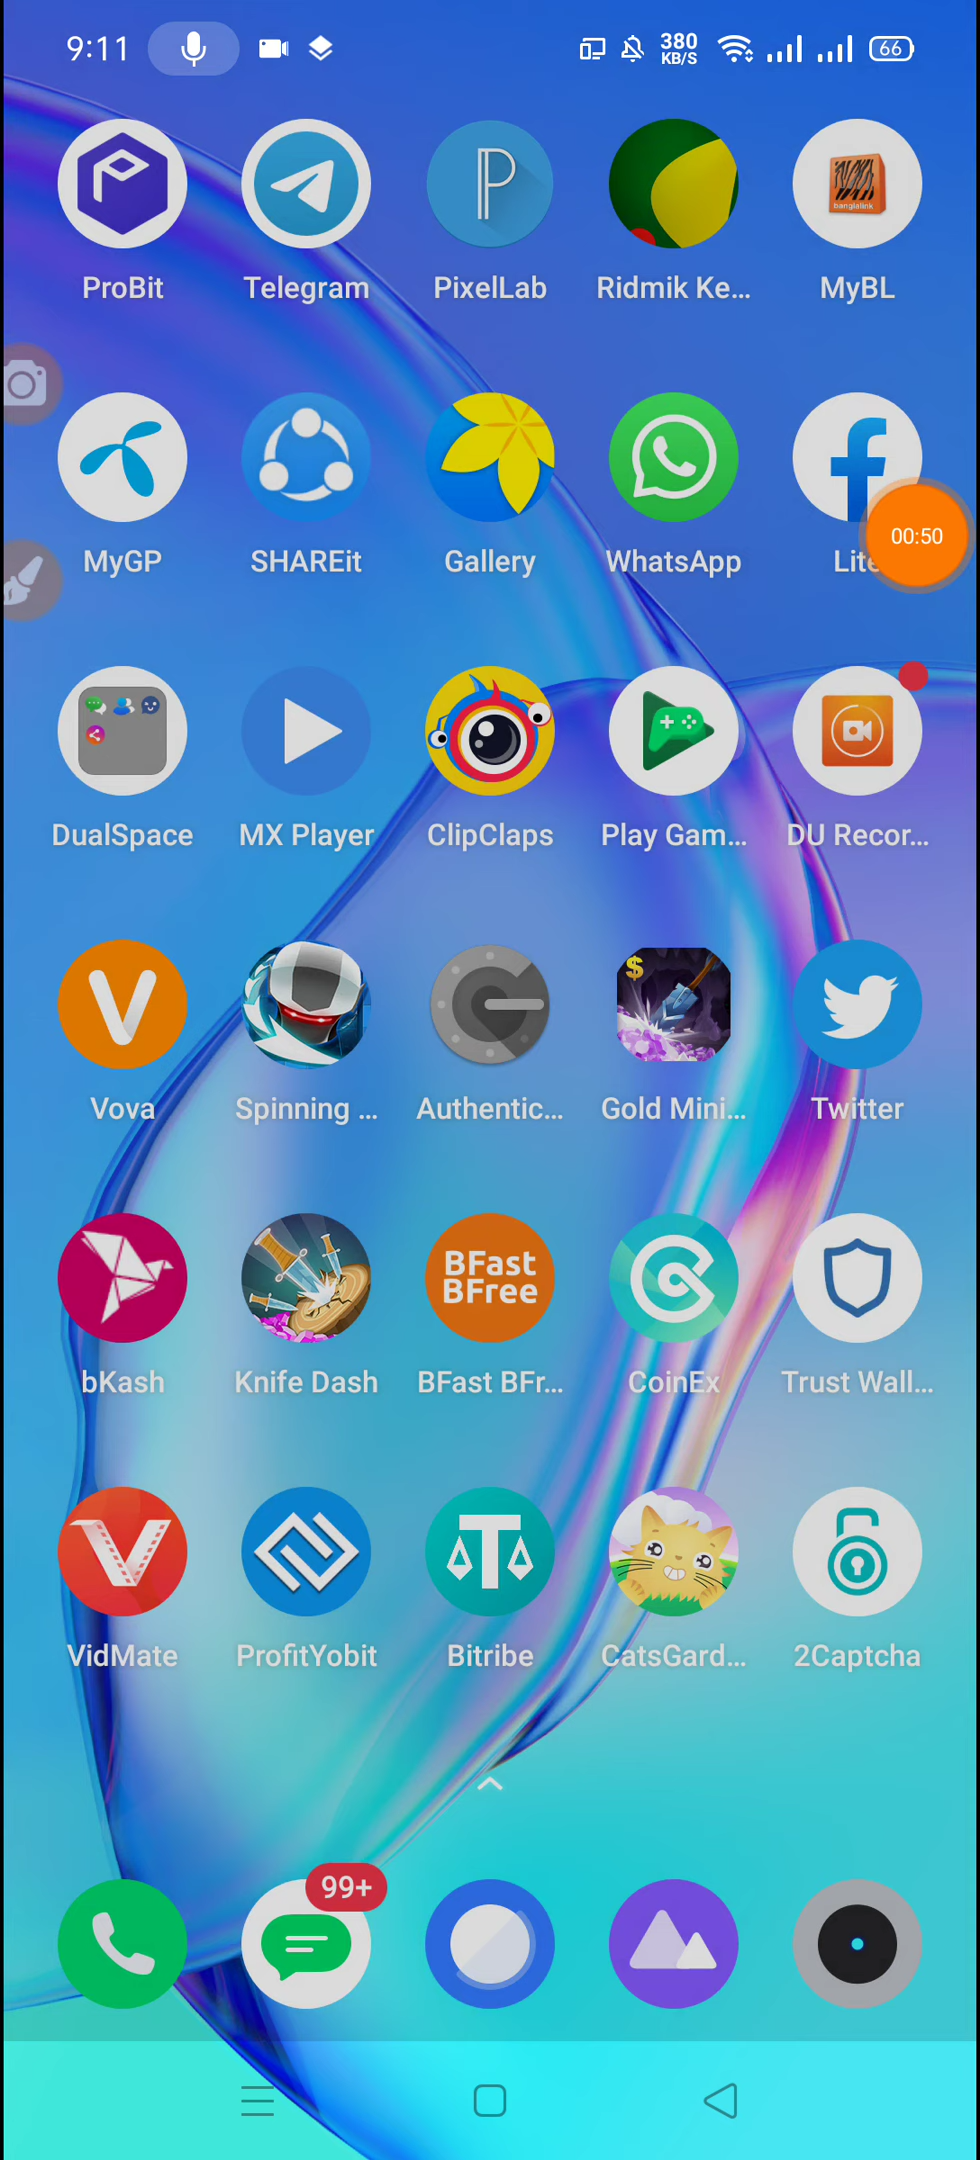 9:11 380 KB/S 66
banglalink
ProBit Telegram PixelLab Ridmik Ke... MyBL
MyGP SHAREit Gallery WhatsApp Lite
00:50
DualSpace MX Player ClipClaps Play Gam... DU Recor...
$
Vova Spinning ... Authentic... Gold Mini... Twitter
BFast
BFree
bKash Knife Dash BFast BFr... CoinEx Trust Wall...
VidMate ProfitYobit Bitribe CatsGard... 2Captcha
99+